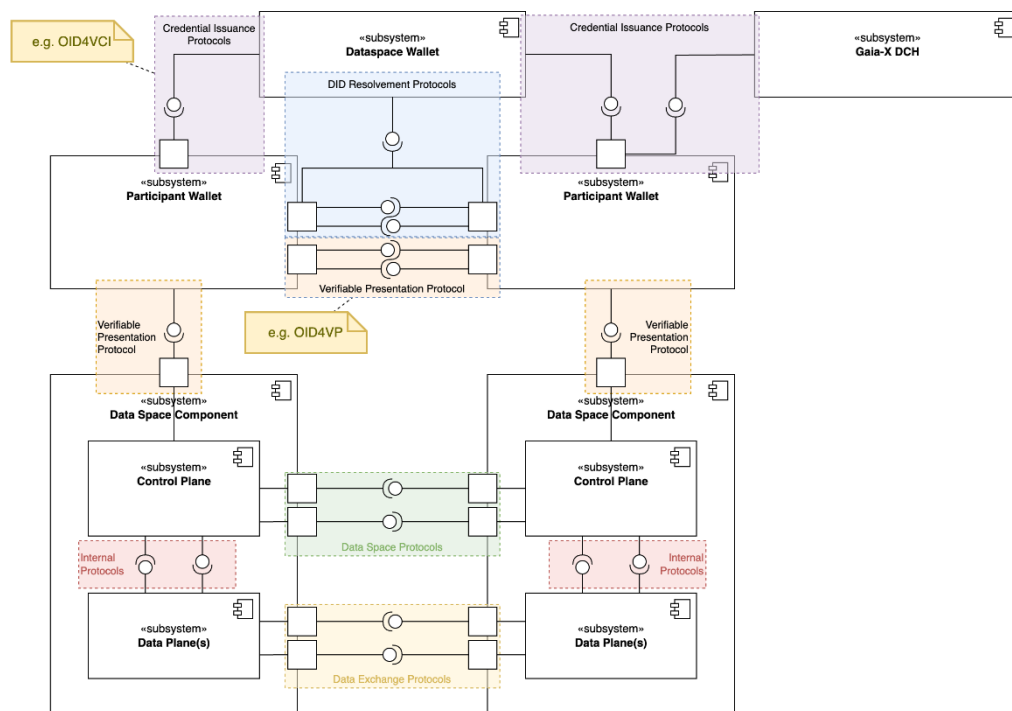 e.g. OID4VCI
Credential Issuance
Protocols
«subsystem»
Dataspace Wallet
Credential Issuance Protocols
«subsystem»
Gaia-X DCH
DID Resolvement Protocols
«subsystem»
Participant Wallet
«subsystem»
Participant Wallet
Verifiable Presentation Protocol
e.g. OID4VP
Verifiable
Presentation
Protocol
Verifiable
Presentation
Protocol
«subsystem»
Data Space Component
«subsystem»
Data Space Component
«subsystem»
Control Plane
«subsystem»
Control Plane
Data Space Protocols
Internal
Protocols
Internal
Protocols
«subsystem»
Data Plane(s)
«subsystem»
Data Plane(s)
Data Exchange Protocols